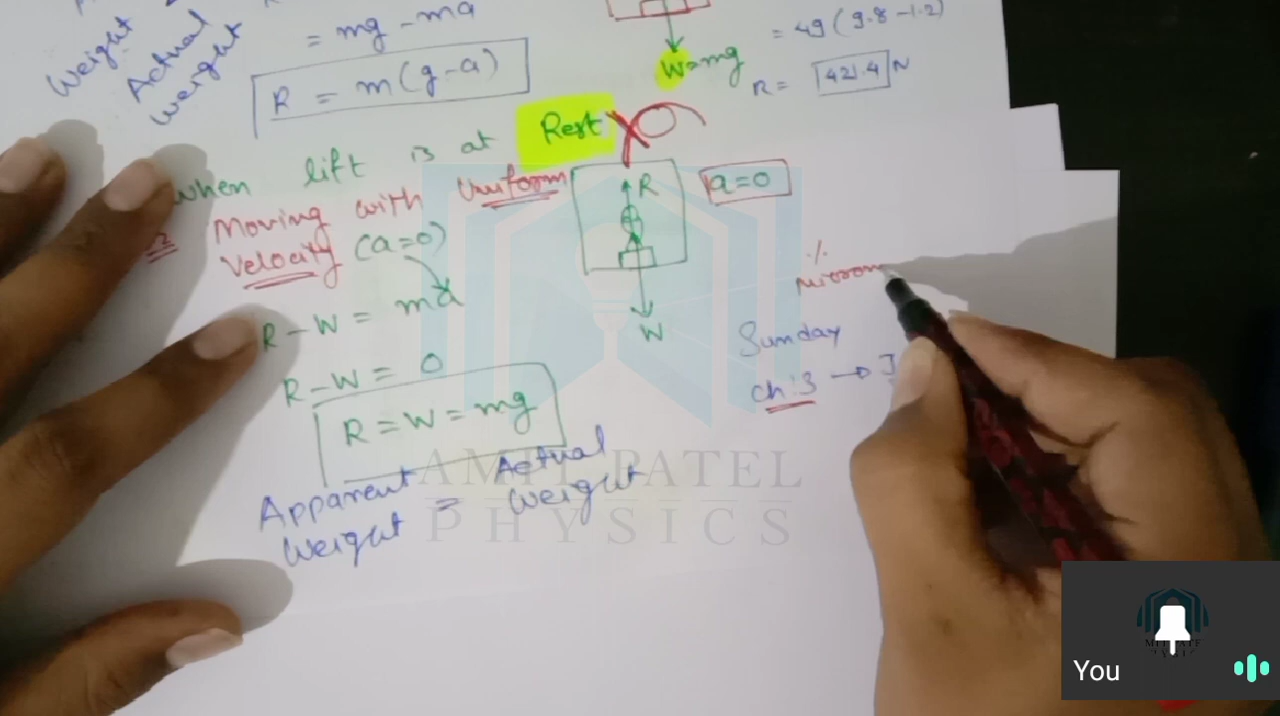 = mg - ma
Weight
Actual
weight
R = m(g-a)
W=mg
= 49(9.8-1.2)
R = 421.4 N
When lift is at Rest
Moving with Uniform
Velocity (a=0)
R
a=0
W
R-W = ma
R-W = 0
R = W = mg
Apparent
Weight = Actual
Weight
Sunday
Ch:3 →
AMIT PATEL
PHYSICS
You